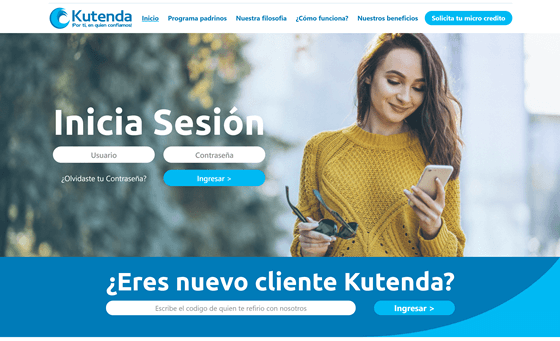 Kutenda
¡Por ti, en quien confiamos!
Inicio
Programa padrinos
Nuestra filosofia
¿Cómo funciona?
Nuestros beneficios
Solicita tu micro credito
Inicia Sesión
Usuario
Contraseña
¿Olvidaste tu Contraseña?
Ingresar >
¿Eres nuevo cliente Kutenda?
Escribe el codigo de quien te refirio con nosotros
Ingresar >